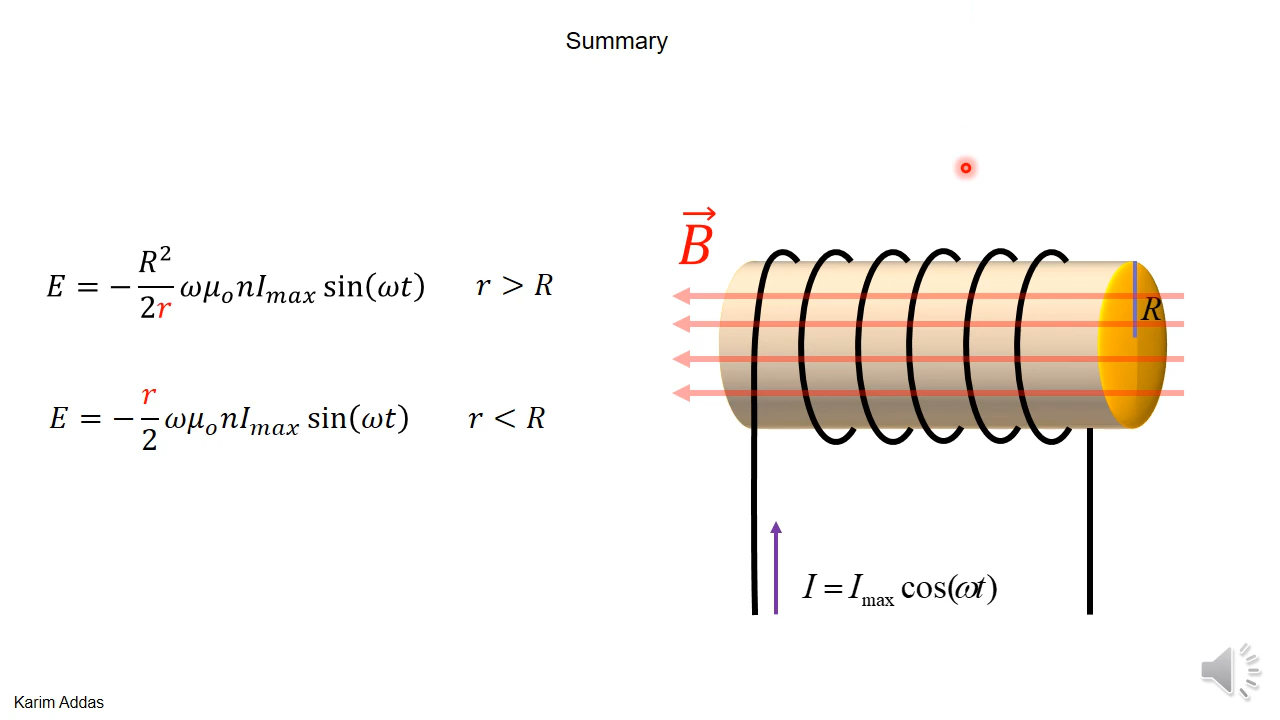 Summary
E = −R²/2r ωμₒnI_max sin(ωt) r > R
E = −r/2 ωμₒnI_max sin(ωt) r < R
B⃗
R
I = I_max cos(ωt)
Karim Addas